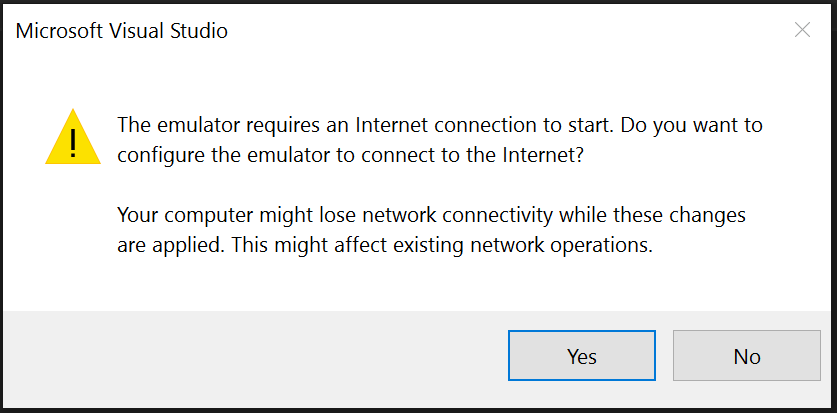 Microsoft Visual Studio
The emulator requires an Internet connection to start. Do you want to
configure the emulator to connect to the Internet?
Your computer might lose network connectivity while these changes
are applied. This might affect existing network operations.
Yes
No